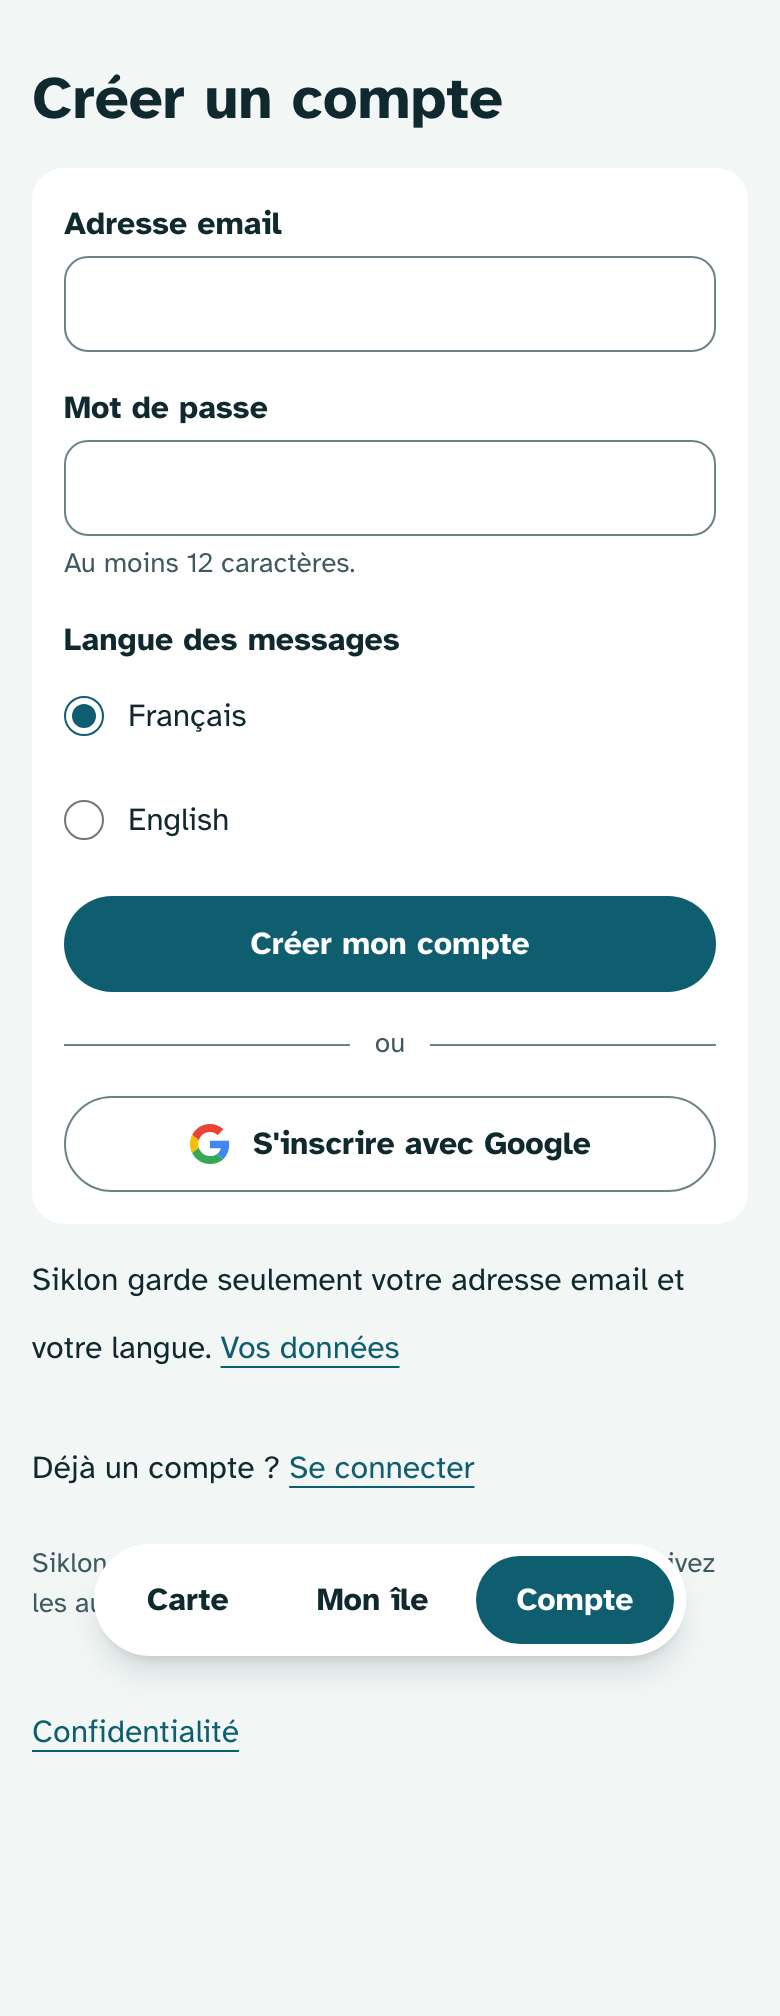 Créer un compte
Adresse email
Mot de passe
Au moins 12 caractères.
Langue des messages
Français
English
Créer mon compte
ou
S'inscrire avec Google
Siklon garde seulement votre adresse email et
votre langue. Vos données
Déjà un compte ? Se connecter
Siklon
les
Carte Mon île Compte
Confidentialité